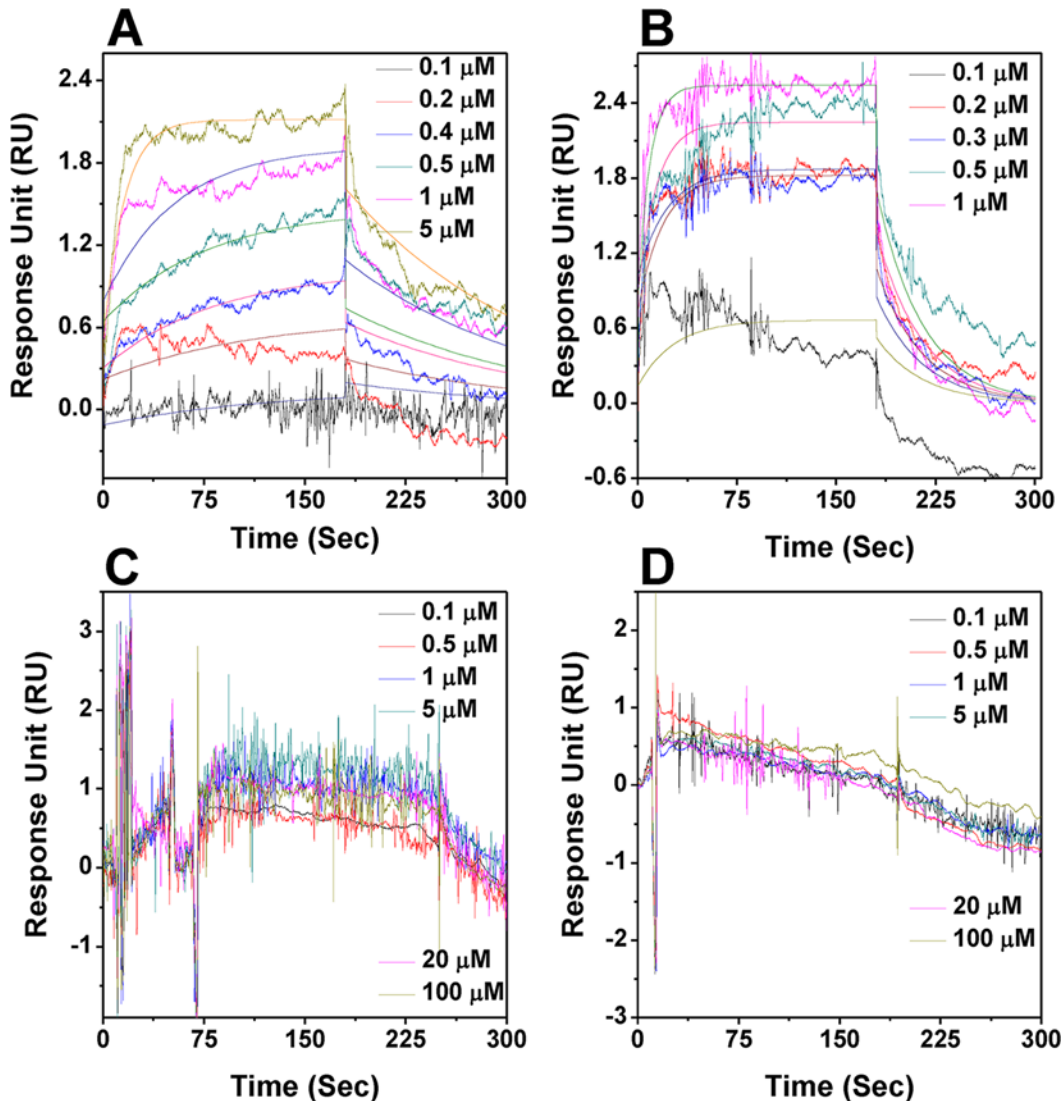 A
2.4
1.8
1.2
0.6
0.0
Response Unit (RU)
0.1 μM
0.2 μM
0.4 μM
0.5 μM
1 μM
5 μM
0 75 150 225 300
Time (Sec)
B
2.4
1.8
1.2
0.6
0.0
-0.6
Response Unit (RU)
0.1 μM
0.2 μM
0.3 μM
0.5 μM
1 μM
0 75 150 225 300
Time (Sec)
C
3
2
1
0
-1
Response Unit (RU)
0.1 μM
0.5 μM
1 μM
5 μM
20 μM
100 μM
0 75 150 225 300
Time (Sec)
D
2
1
0
-1
-2
-3
Response Unit (RU)
0.1 μM
0.5 μM
1 μM
5 μM
20 μM
100 μM
0 75 150 225 300
Time (Sec)